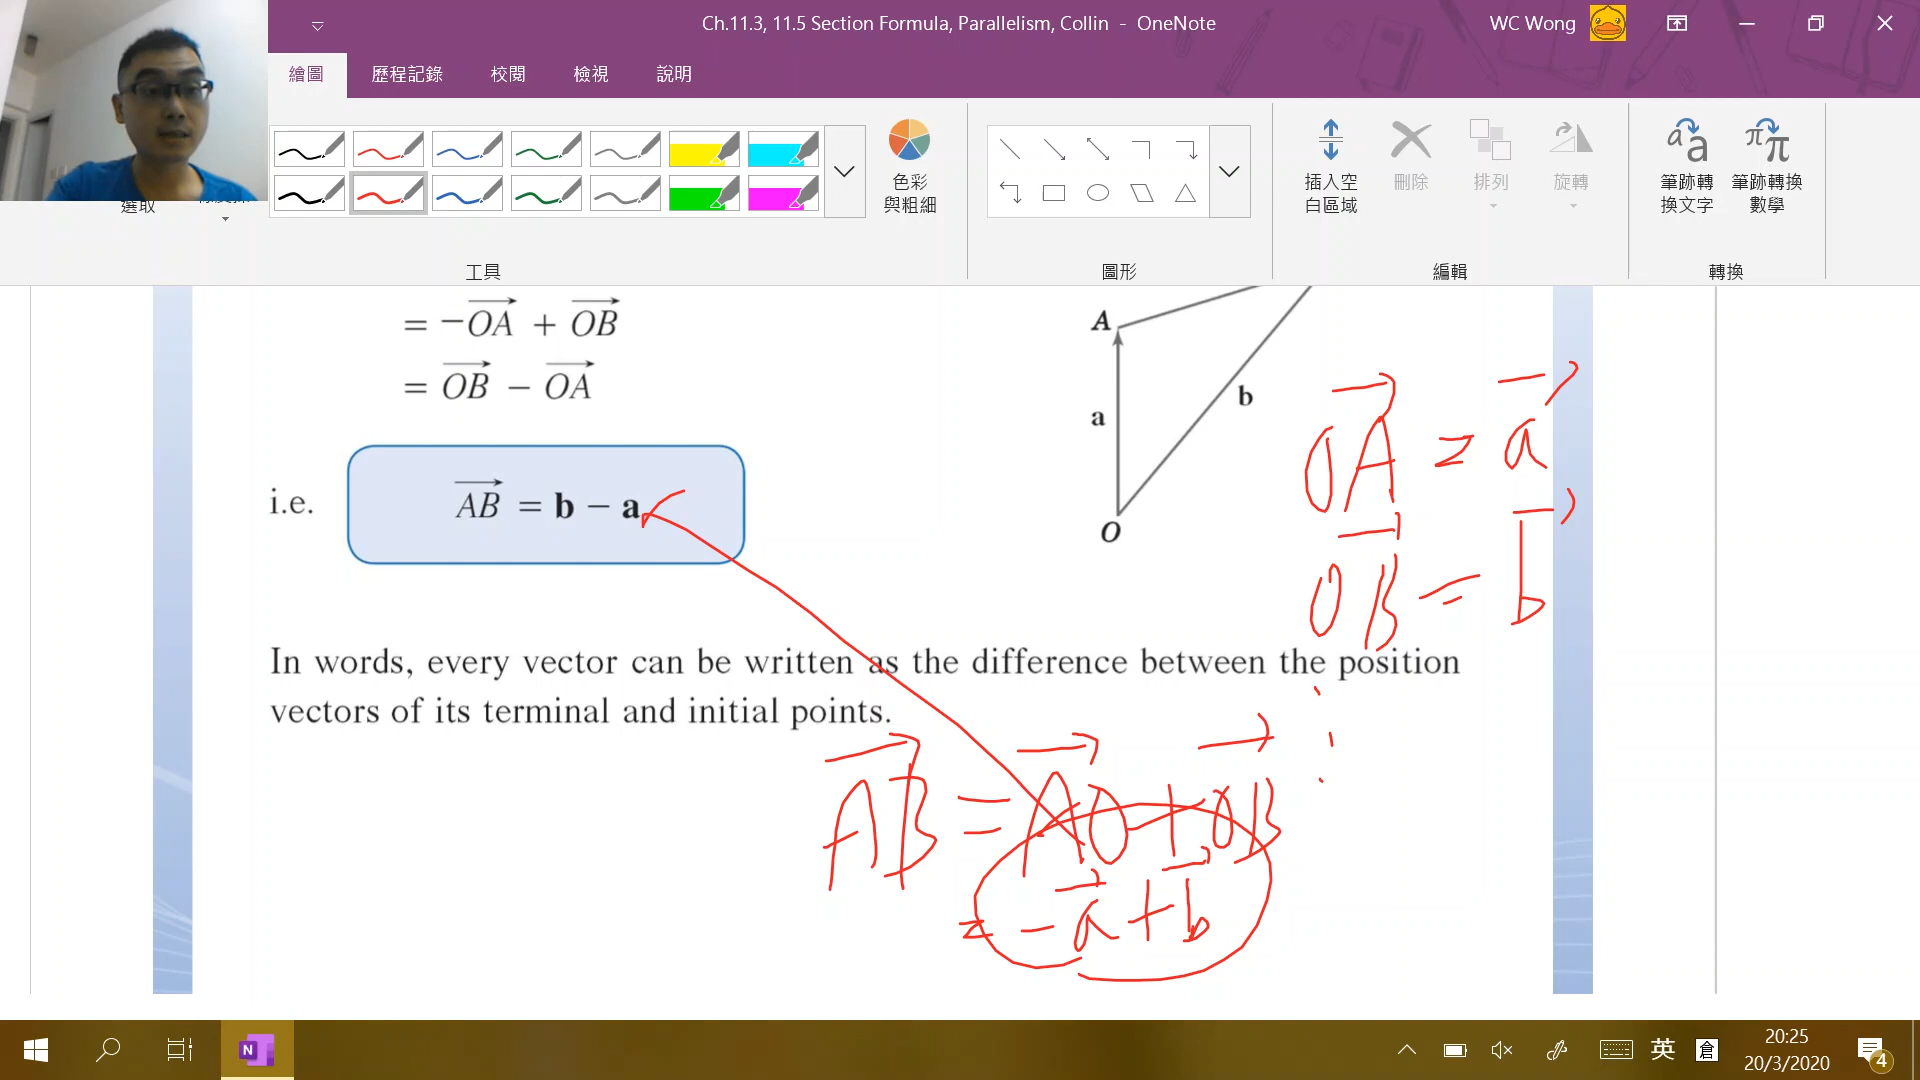 Ch.11.3, 11.5 Section Formula, Parallelism, Collin - OneNote
WC Wong
繪圖 歷程記錄 校閱 檢視 說明
選取
色彩
與粗細
插入空
白區域
刪除
排列
旋轉
筆跡轉
換文字
筆跡轉換
數學
工具 圖形 編輯 轉換
= −OA + OB
= OB − OA
A
a
b
O
i.e. AB = b − a
OA = a
OB = b
In words, every vector can be written as the difference between the position
vectors of its terminal and initial points.
AB = AO + OB
= −a + b
英 倉
20:25
20/3/2020
4